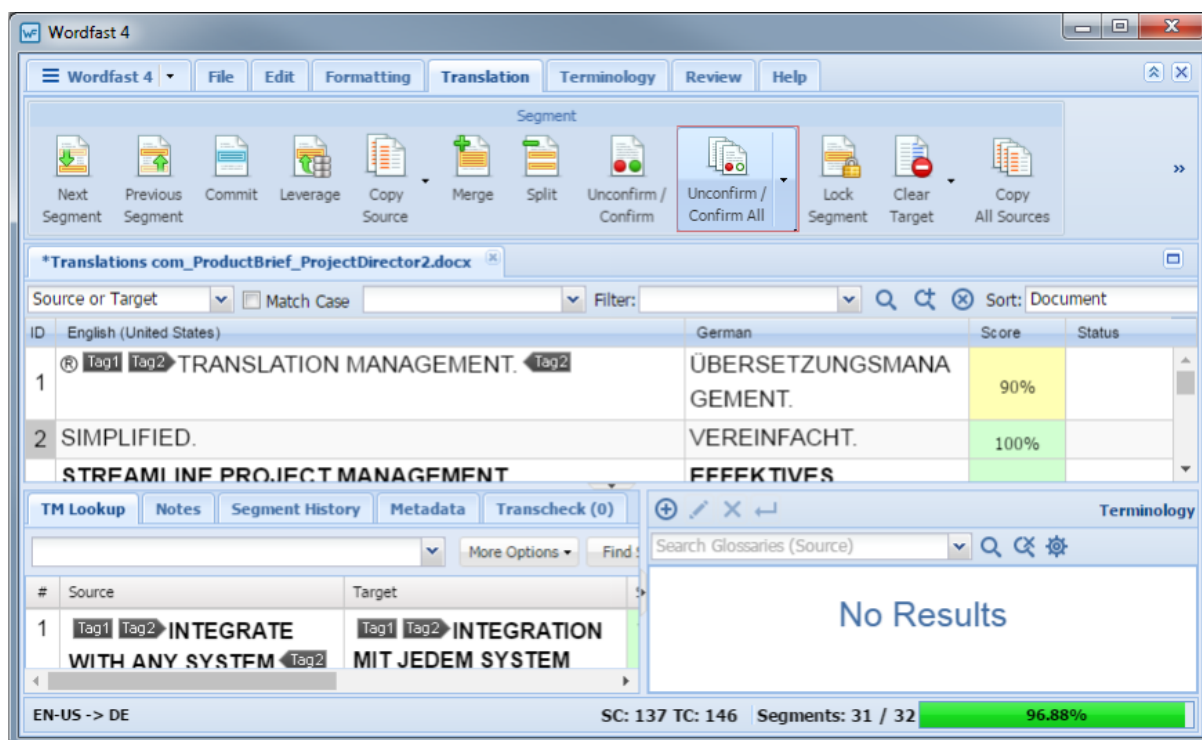 Wordfast 4
Wordfast 4 File Edit Formatting Translation Terminology Review Help
Segment
Next Segment
Previous Segment
Commit
Leverage
Copy Source
Merge
Split
Unconfirm / Confirm
Unconfirm / Confirm All
Lock Segment
Clear Target
Copy All Sources
»
*Translations com_ProductBrief_ProjectDirector2.docx
Source or Target Match Case Filter: Sort: Document
ID English (United States) German Score Status
1 ® Tag1 Tag2 TRANSLATION MANAGEMENT. Tag2 ÜBERSETZUNGSMANA
GEMENT. 90%
2 SIMPLIFIED. VEREINFACHT. 100%
STREAMLINE PROJECT MANAGEMENT EFFEKTIVES
TM Lookup Notes Segment History Metadata Transcheck (0)
More Options Find
# Source Target
1 Tag1 Tag2 INTEGRATE Tag1 Tag2 INTEGRATION
WITH ANY SYSTEM Tag2 MIT JEDEM SYSTEM
Terminology
Search Glossaries (Source)
No Results
EN-US -> DE SC: 137 TC: 146 Segments: 31 / 32 96.88%